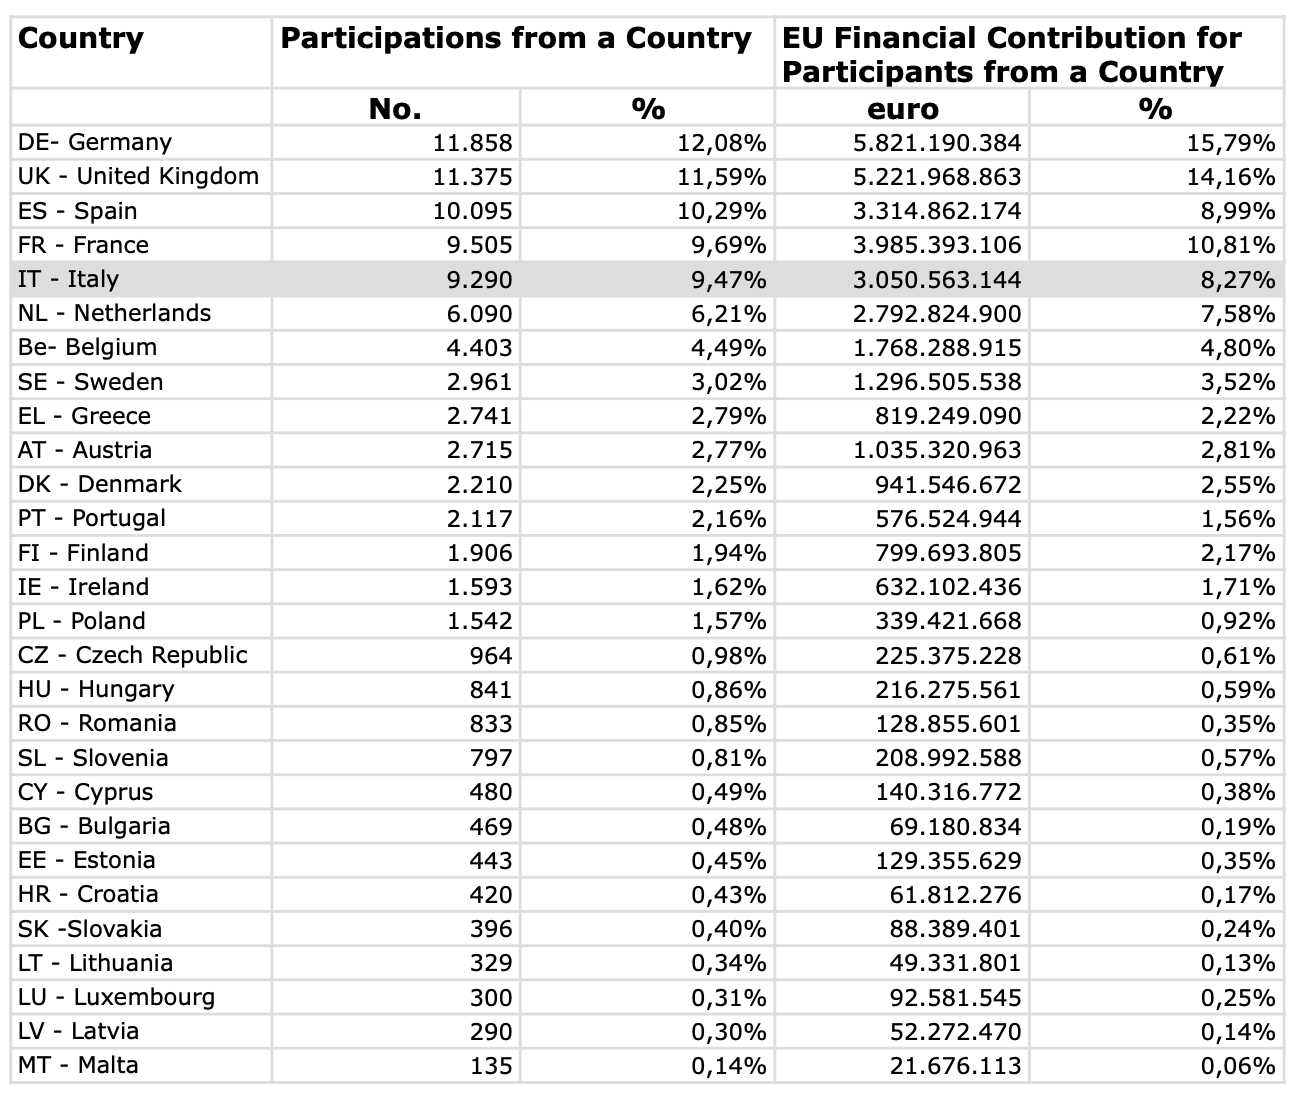 Country Participations from a Country EU Financial Contribution for
Participants from a Country
No. % euro %
DE- Germany 11.858 12,08% 5.821.190.384 15,79%
UK - United Kingdom 11.375 11,59% 5.221.968.863 14,16%
ES - Spain 10.095 10,29% 3.314.862.174 8,99%
FR - France 9.505 9,69% 3.985.393.106 10,81%
IT - Italy 9.290 9,47% 3.050.563.144 8,27%
NL - Netherlands 6.090 6,21% 2.792.824.900 7,58%
Be- Belgium 4.403 4,49% 1.768.288.915 4,80%
SE - Sweden 2.961 3,02% 1.296.505.538 3,52%
EL - Greece 2.741 2,79% 819.249.090 2,22%
AT - Austria 2.715 2,77% 1.035.320.963 2,81%
DK - Denmark 2.210 2,25% 941.546.672 2,55%
PT - Portugal 2.117 2,16% 576.524.944 1,56%
FI - Finland 1.906 1,94% 799.693.805 2,17%
IE - Ireland 1.593 1,62% 632.102.436 1,71%
PL - Poland 1.542 1,57% 339.421.668 0,92%
CZ - Czech Republic 964 0,98% 225.375.228 0,61%
HU - Hungary 841 0,86% 216.275.561 0,59%
RO - Romania 833 0,85% 128.855.601 0,35%
SL - Slovenia 797 0,81% 208.992.588 0,57%
CY - Cyprus 480 0,49% 140.316.772 0,38%
BG - Bulgaria 469 0,48% 69.180.834 0,19%
EE - Estonia 443 0,45% 129.355.629 0,35%
HR - Croatia 420 0,43% 61.812.276 0,17%
SK -Slovakia 396 0,40% 88.389.401 0,24%
LT - Lithuania 329 0,34% 49.331.801 0,13%
LU - Luxembourg 300 0,31% 92.581.545 0,25%
LV - Latvia 290 0,30% 52.272.470 0,14%
MT - Malta 135 0,14% 21.676.113 0,06%